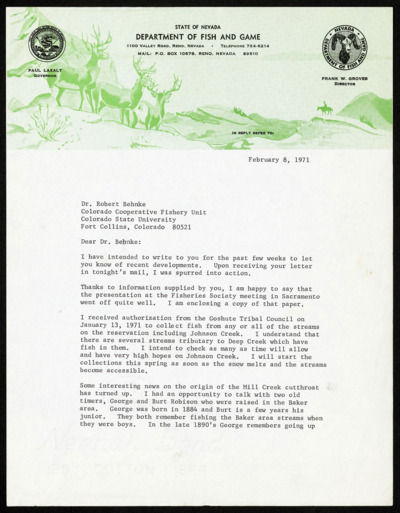 STATE OF NEVADA
DEPARTMENT OF FISH AND GAME
1100 VALLEY ROAD, RENO, NEVADA • TELEPHONE 784-6214
MAIL: P.O. BOX 10678, RENO, NEVADA 89510
PAUL LAXALT
GOVERNOR
FRANK W. GROVES
DIRECTOR
IN REPLY REFER TO:
February 8, 1971
Dr. Robert Behnke
Colorado Cooperative Fishery Unit
Colorado State University
Fort Collins, Colorado 80521
Dear Dr. Behnke:
I have intended to write to you for the past few weeks to let
you know of recent developments. Upon receiving your letter
in tonight's mail, I was spurred into action.
Thanks to information supplied by you, I am happy to say that
the presentation at the Fisheries Society meeting in Sacramento
went off quite well. I am enclosing a copy of that paper.
I received authorization from the Goshute Tribal Council on
January 13, 1971 to collect fish from any or all of the streams
on the reservation including Johnson Creek. I understand that
there are several streams tributary to Deep Creek which have
fish in them. I intend to check as many as time will allow
and have very high hopes on Johnson Creek. I will start the
collections this spring as soon as the snow melts and the streams
become accessible.
Some interesting news on the origin of the Mill Creek cutthroat
has turned up. I had an opportunity to talk with two old
timers, George and Burt Robison who were raised in the Baker
area. George was born in 1884 and Burt is a few years his
junior. They both remember fishing the Baker area streams when
they were boys. In the late 1890's George remembers going up